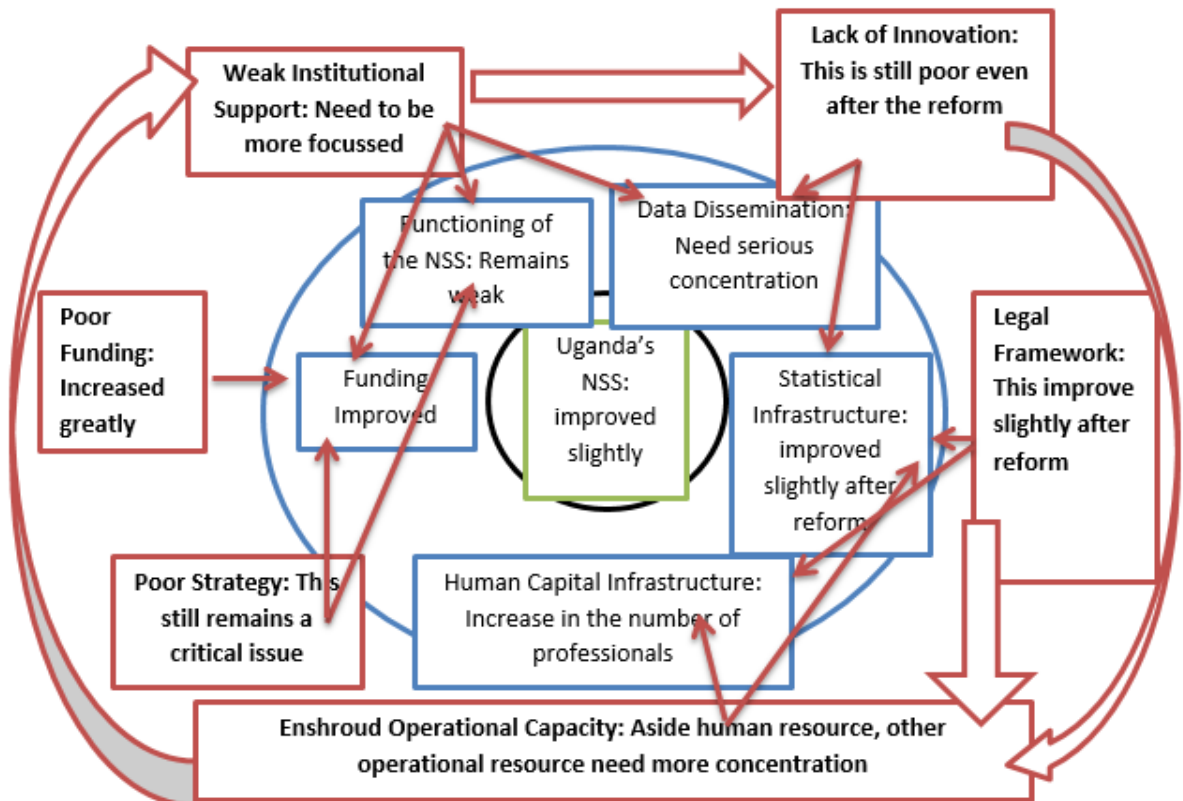 Weak Institutional
Support: Need to be
more focussed
Lack of Innovation:
This is still poor even
after the reform
Functioning of
the NSS: Remains
weak
Data Dissemination:
Need serious
concentration
Poor
Funding:
Increased
greatly
Funding
Improved
Uganda’s
NSS:
improved
slightly
Statistical
Infrastructure:
improved
slightly after
reform
Legal
Framework:
This improve
slightly after
reform
Poor Strategy: This
still remains a
critical issue
Human Capital Infrastructure:
Increase in the number of
professionals
Enshroud Operational Capacity: Aside human resource, other
operational resource need more concentration